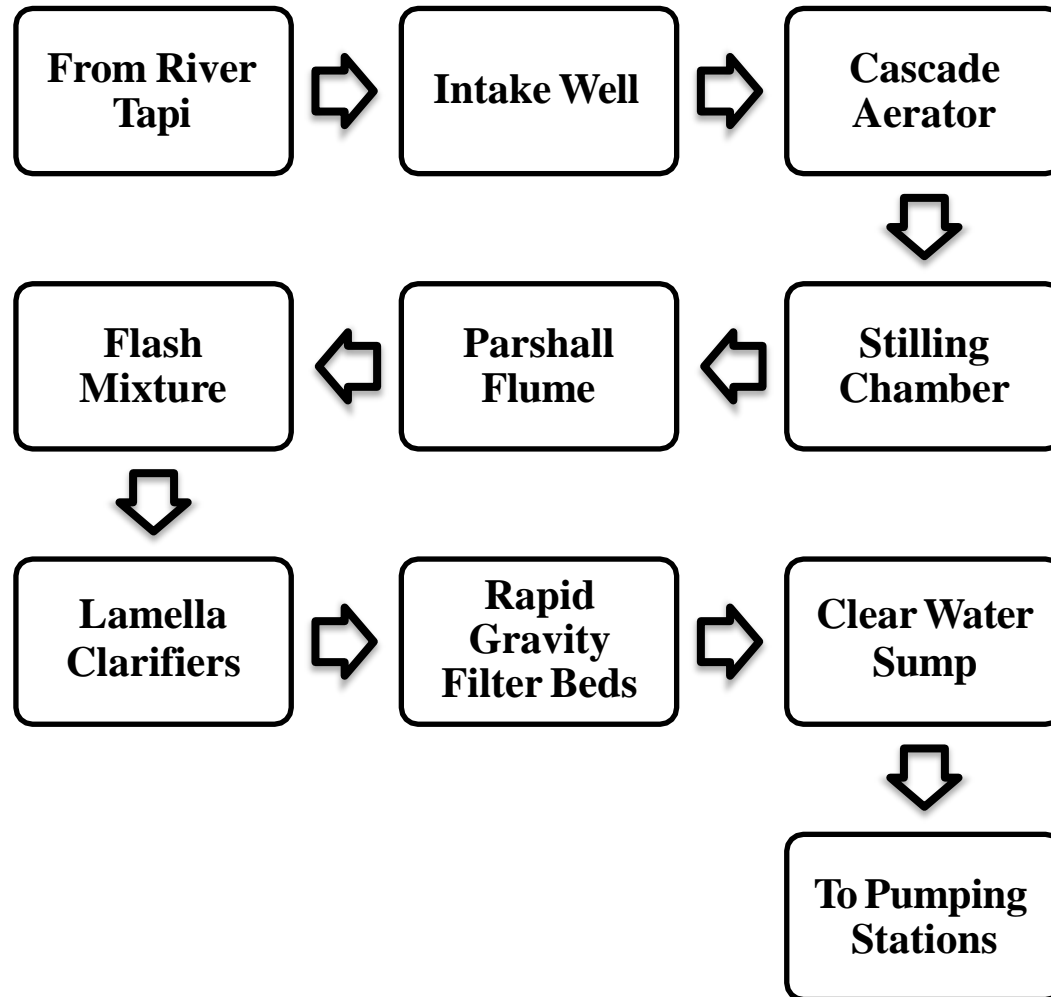 From River
Tapi
Intake Well
Cascade
Aerator
Stilling
Chamber
Parshall
Flume
Flash
Mixture
Lamella
Clarifiers
Rapid
Gravity
Filter Beds
Clear Water
Sump
To Pumping
Stations